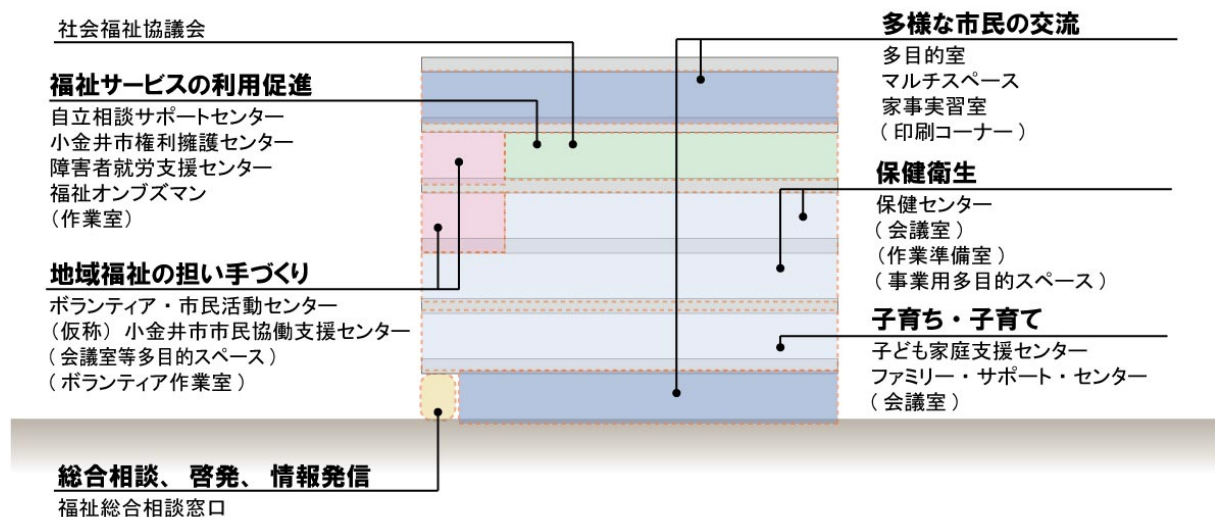 社会福祉協議会
福祉サービスの利用促進
自立相談サポートセンター
小金井市権利擁護センター
障害者就労支援センター
福祉オンブズマン
(作業室)
地域福祉の担い手づくり
ボランティア・市民活動センター
(仮称) 小金井市市民協働支援センター
(会議室等多目的スペース)
(ボランティア作業室)
総合相談、啓発、情報発信
福祉総合相談窓口
多様な市民の交流
多目的室
マルチスペース
家事実習室
(印刷コーナー)
保健衛生
保健センター
(会議室)
(作業準備室)
(事業用多目的スペース)
子育ち・子育て
子ども家庭支援センター
ファミリー・サポート・センター
(会議室)